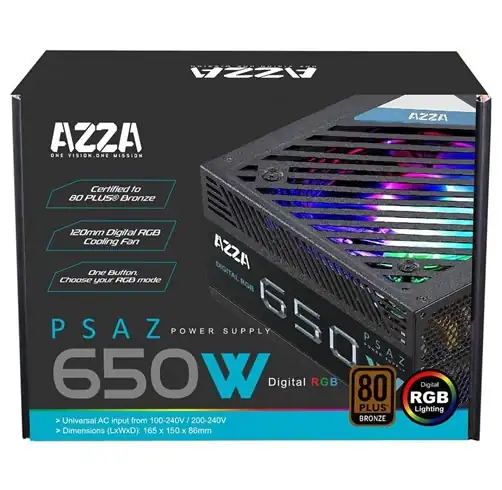 AZZA
ONE VISION.ONE MISSION
Certified to
80 PLUS® Bronze
120mm Digital RGB
Cooling Fan
One Button.
Choose your RGB mode
AZZA
AZZA
DIGITAL RGB
650W
PSAZ
PSAZ POWER SUPPLY
650W Digital RGB
80
PLUS
BRONZE
Digital
RGB
Lighting
> Universal AC input from 100-240V / 200-240V
> Dimensions (LxWxD): 165 x 150 x 86mm